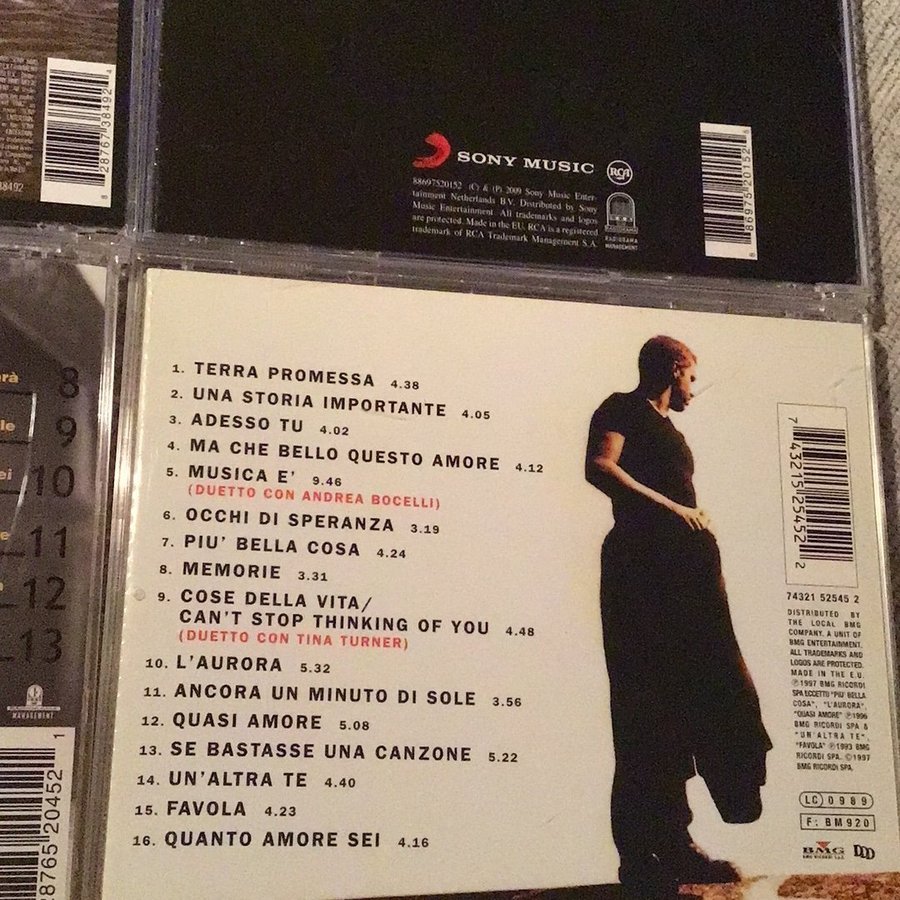 SONY MUSIC
RCA
88697520152 (C) & (P) 2009 Sony Music Enter-
tainment Netherlands B.V. Distributed by Sony
Music Entertainment. All trademarks and logos
are protected. Made in the EU. RCA is a registered
trademark of RCA Trademark Management S.A.
RADIORAMA
MANAGEMENT
8 86975 20152 8
8 28767 38492 4
38492
rà 8
le 9
ei 10
e 11
12
13
MANAGEMENT
28765 20452 1
1. TERRA PROMESSA 4.38
2. UNA STORIA IMPORTANTE 4.05
3. ADESSO TU 4.02
4. MA CHE BELLO QUESTO AMORE 4.12
5. MUSICA E' 9.46
(DUETTO CON ANDREA BOCELLI)
6. OCCHI DI SPERANZA 3.19
7. PIU' BELLA COSA 4.24
8. MEMORIE 3.31
9. COSE DELLA VITA/
CAN'T STOP THINKING OF YOU 4.48
(DUETTO CON TINA TURNER)
10. L'AURORA 5.32
11. ANCORA UN MINUTO DI SOLE 3.56
12. QUASI AMORE 5.08
13. SE BASTASSE UNA CANZONE 5.22
14. UN'ALTRA TE 4.40
15. FAVOLA 4.23
16. QUANTO AMORE SEI 4.16
7 43215 25452 2
74321 52545 2
DISTRIBUTED BY
THE LOCAL BMG
COMPANY. A UNIT OF
BMG ENTERTAINMENT.
ALL TRADEMARKS AND
LOGOS ARE PROTECTED.
MADE IN THE E.U.
℗1997 BMG RICORDI
SPA ECCETTO "PIU' BELLA
COSA", "L'AURORA",
"QUASI AMORE" ℗1996
BMG RICORDI SPA &
"UN'ALTRA TE",
"FAVOLA" ℗1993 BMG
RICORDI SPA. ©1997
BMG RICORDI SPA.
LC 0989
F: BM920
BMG
BMG RICORDI S.p.A.
DDD